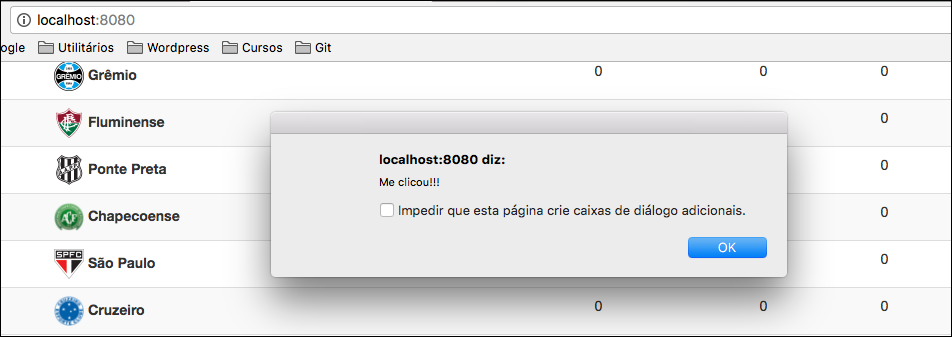 localhost:8080
ogle Utilitários Wordpress Cursos Git
GRÊMIO Grêmio 0 0 0
Fluminense 0
Ponte Preta 0
Chapecoense 0
SPFC São Paulo 0
Cruzeiro 0 0 0
localhost:8080 diz:
Me clicou!!!
Impedir que esta página crie caixas de diálogo adicionais.
OK